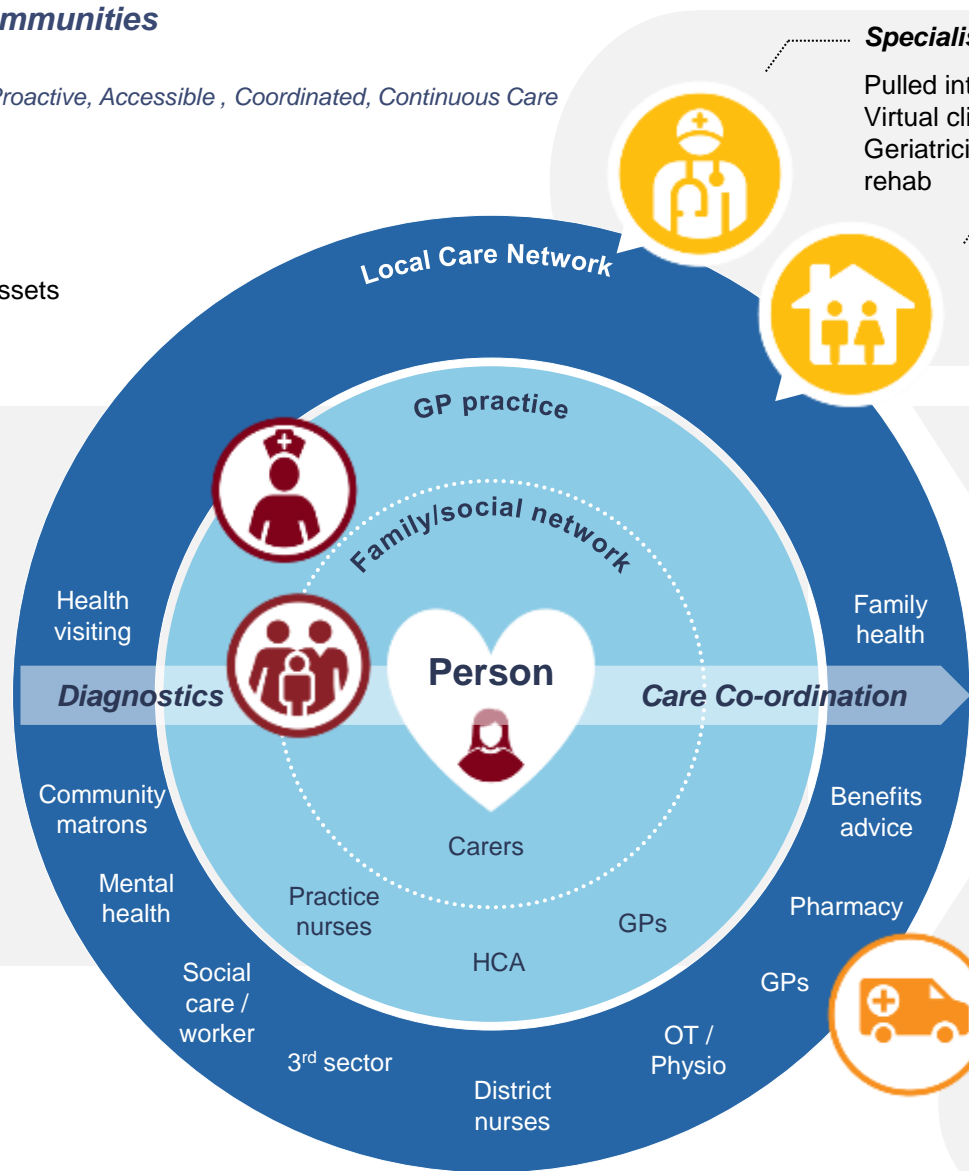 mmunities
Proactive, Accessible , Coordinated, Continuous Care
Specialis
Pulled int
Virtual cli
Geriatrici
rehab
ssets
Local Care Network
GP practice
Family/social network
Health
visiting
Family
health
Diagnostics
Person
Care Co-ordination
Community
matrons
Benefits
advice
Carers
Mental
health
Practice
nurses
Pharmacy
GPs
HCA
Social
care /
worker
GPs
OT /
Physio
3rd sector
District
nurses